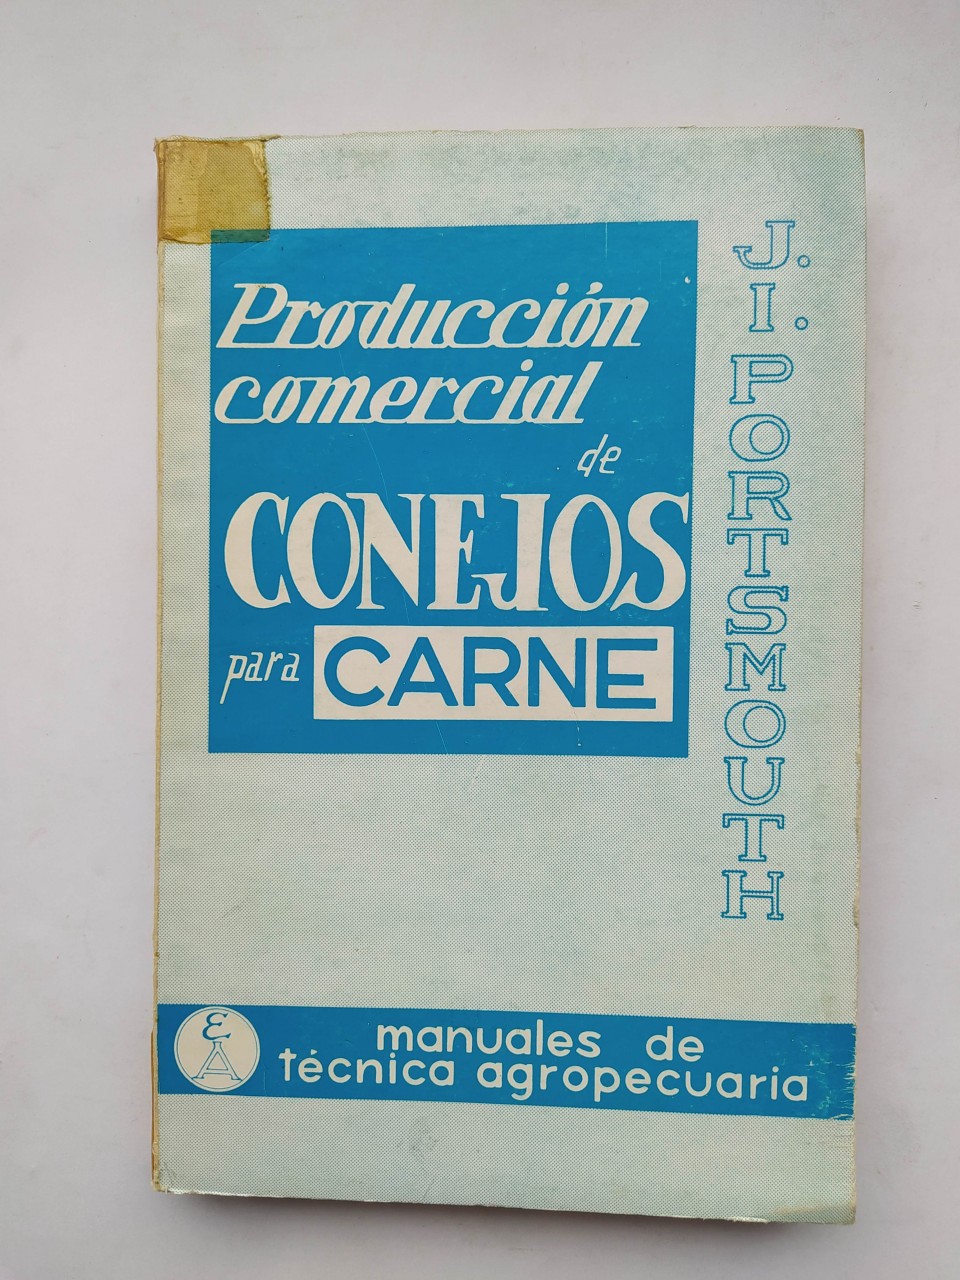 Producción
comercial
de
CONEJOS
para CARNE
J. I. PORTSMOUTH
EA
manuales de
técnica agropecuaria